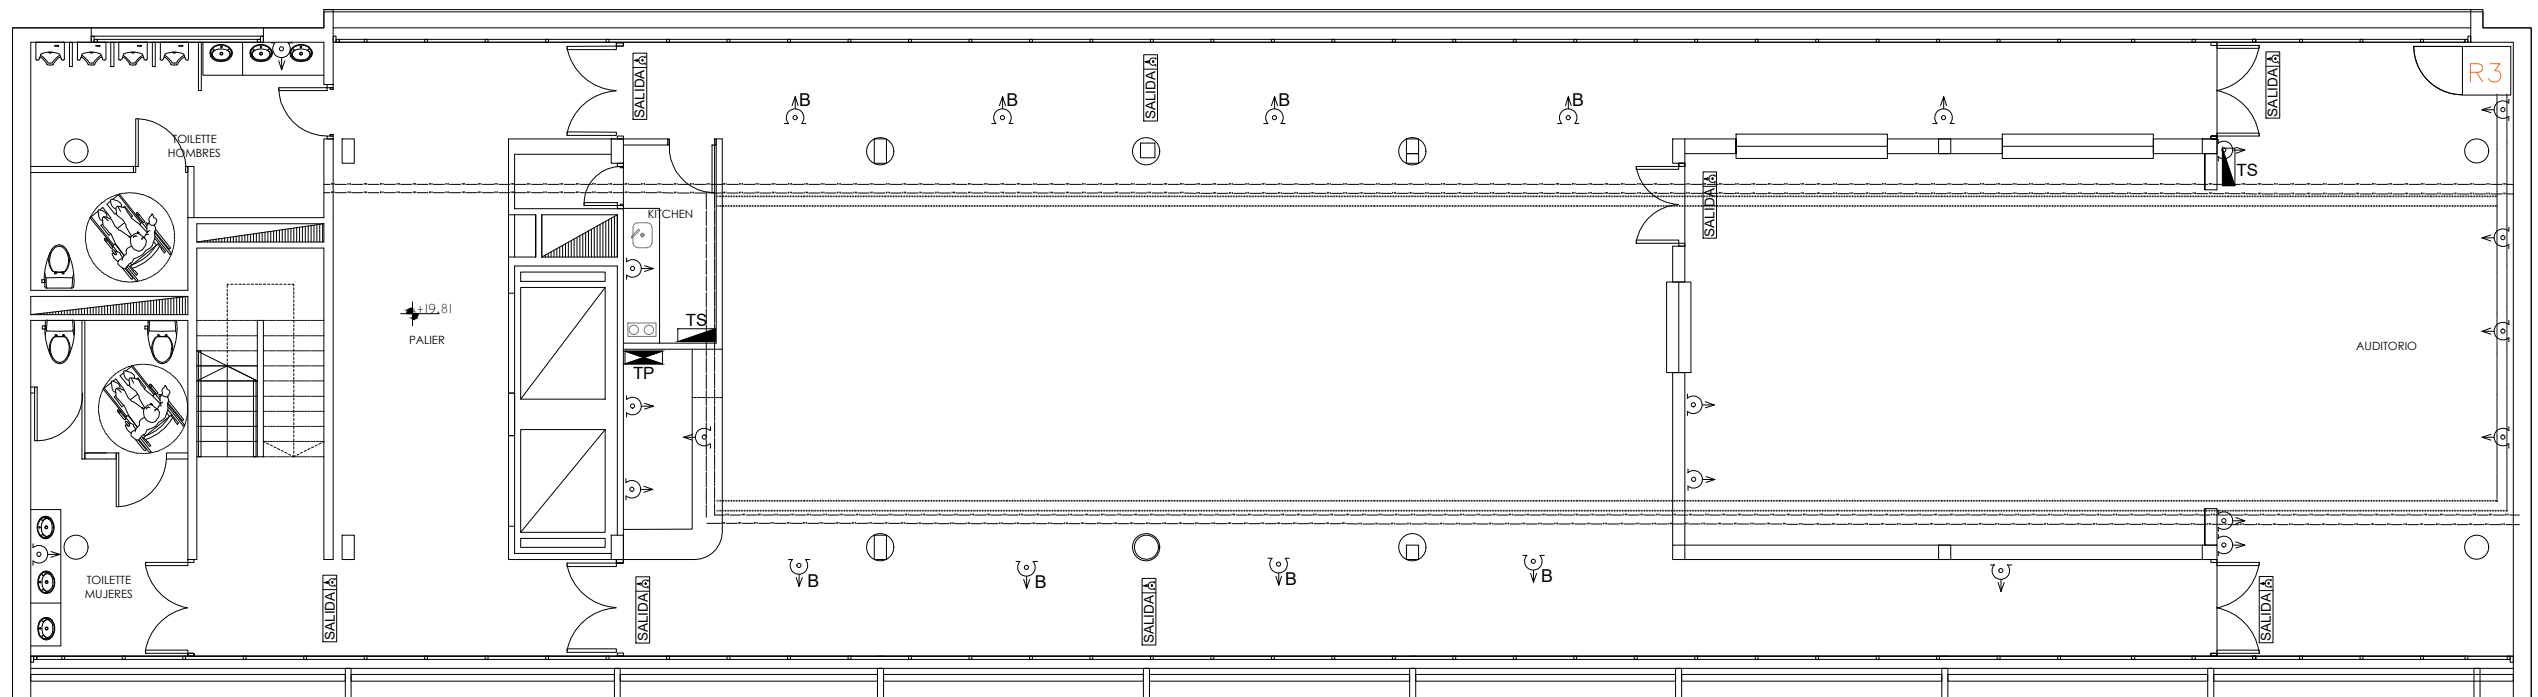 SALIDA
SALIDA
SALIDA
R3
B
B
B
B
TOILETTE
HOMBRES
TS
SALIDA
KITCHEN
+19.81
TS
PALIER
AUDITORIO
TP
B
B
B
B
TOILETTE
MUJERES
SALIDA
SALIDA
SALIDA
SALIDA